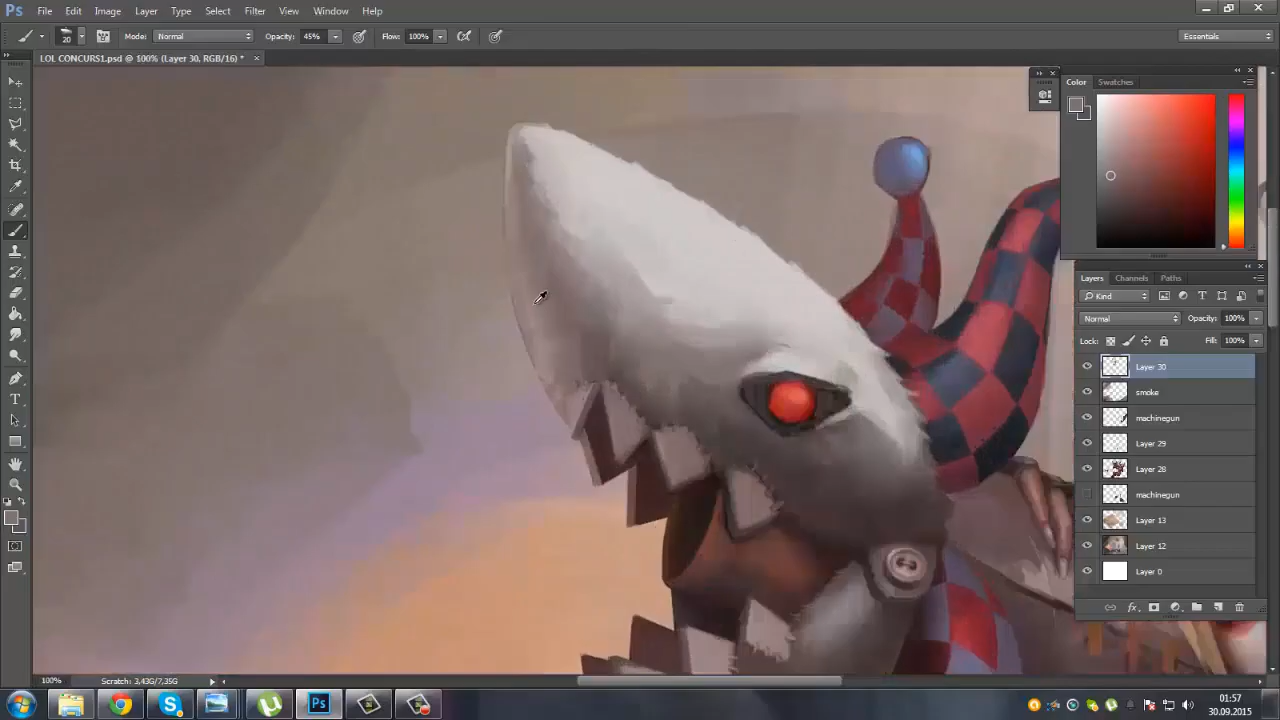 Ps File Edit Image Layer Type Select Filter View Window Help
20 Mode: Normal Opacity: 45% Flow: 100% Essentials
LOL CONCURS1.psd @ 100% (Layer 30, RGB/16) *
Color Swatches
Layers Channels Paths
Kind
Normal Opacity: 100%
Lock: Fill: 100%
Layer 30
smoke
machinegun
Layer 29
Layer 28
machinegun
Layer 13
Layer 12
Layer 0
100% Scratch: 3,43G/7,35G
Ps
01:57
30.09.2015